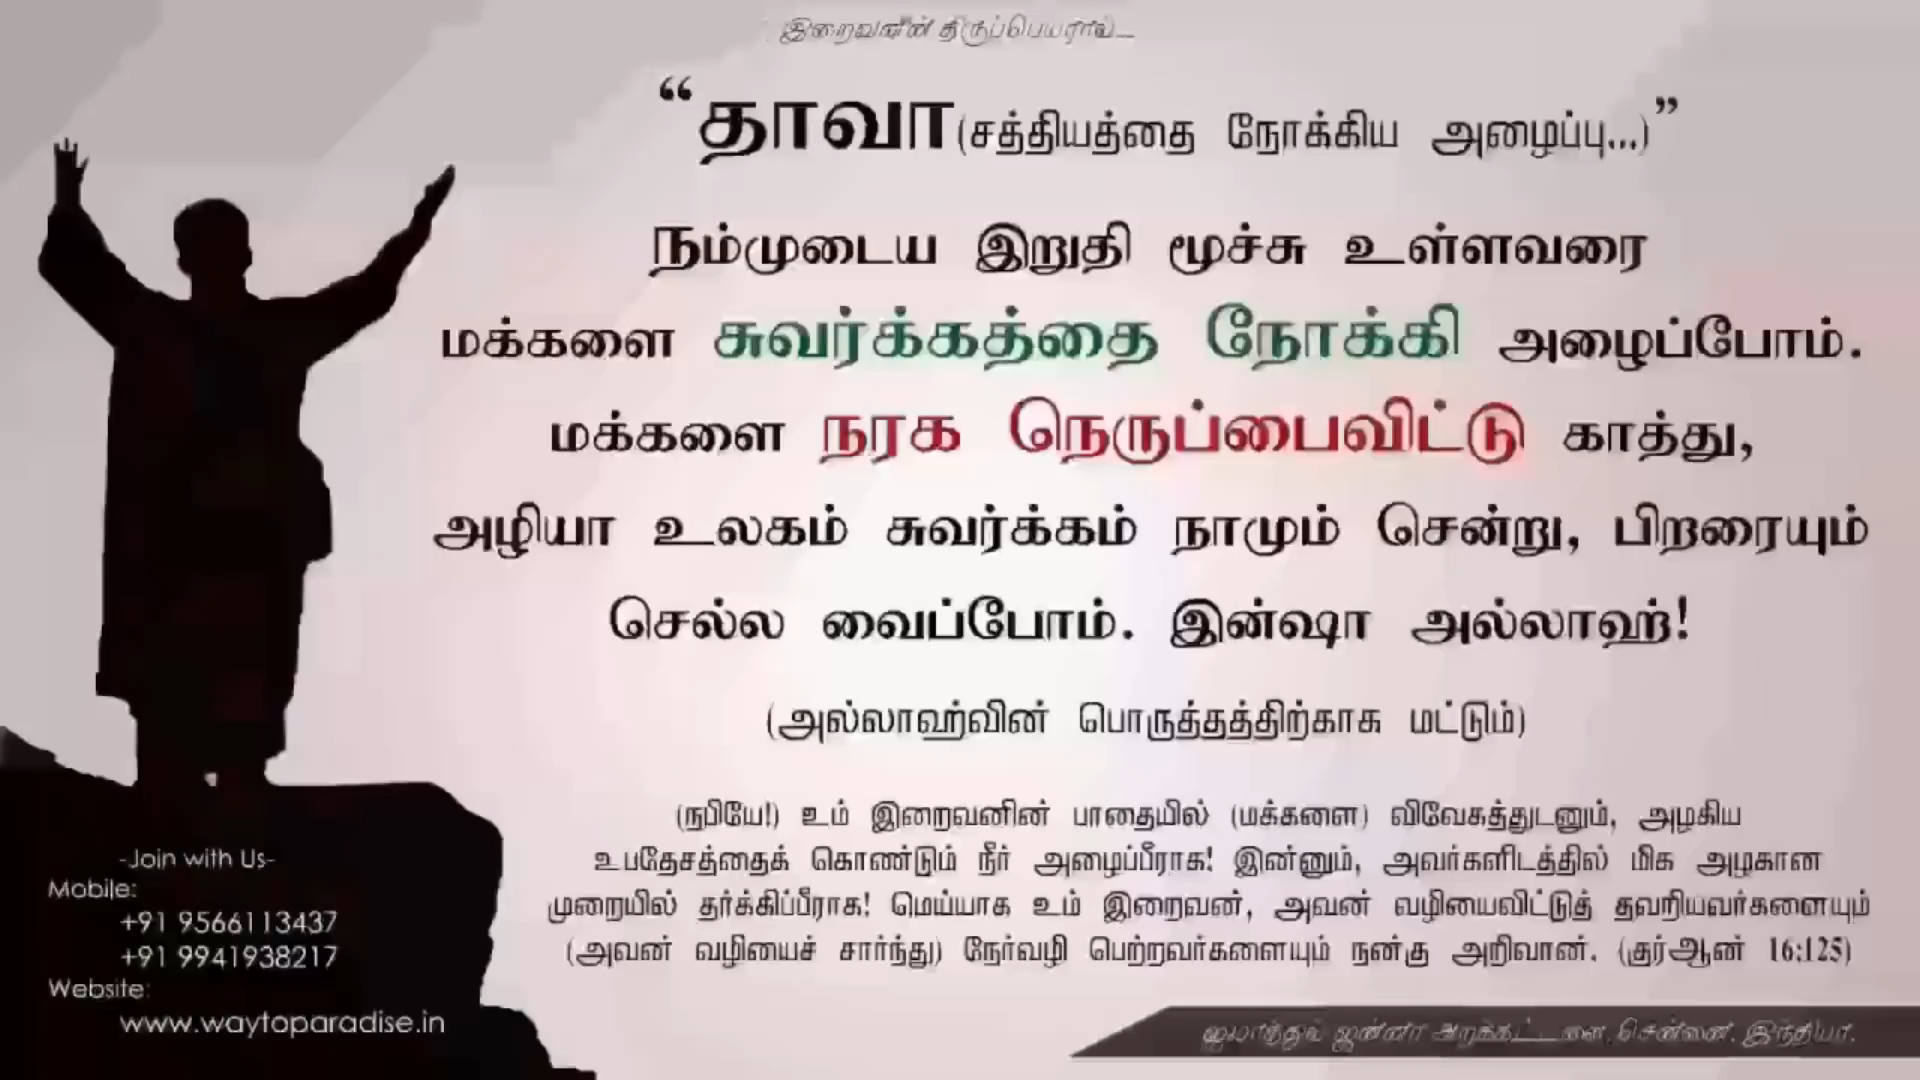 இறைவனின் திருப்பெயரால்...
“தாவா(சத்தியத்தை நோக்கிய அழைப்பு...)”
நம்முடைய இறுதி மூச்சு உள்ளவரை
மக்களை சுவர்க்கத்தை நோக்கி அழைப்போம்.
மக்களை நரக நெருப்பைவிட்டு காத்து,
அழியா உலகம் சுவர்க்கம் நாமும் சென்று, பிறரையும்
செல்ல வைப்போம். இன்ஷா அல்லாஹ்!
(அல்லாஹ்வின் பொருத்தத்திற்காக மட்டும்)
(நபியே!) உம் இறைவனின் பாதையில் (மக்களை) விவேகத்துடனும், அழகிய
உபதேசத்தைக் கொண்டும் நீர் அழைப்பீராக! இன்னும், அவர்களிடத்தில் மிக அழகான
முறையில் தர்க்கிப்பீராக! மெய்யாக உம் இறைவன், அவன் வழியைவிட்டுத் தவறியவர்களையும்
(அவன் வழியைச் சார்ந்து) நேர்வழி பெற்றவர்களையும் நன்கு அறிவான். (குர்ஆன் 16:125)
-Join with Us-
Mobile:
+91 9566113437
+91 9941938217
Website:
www.waytoparadise.in
ஜன்னா அறக்கட்டளை, சென்னை, இந்தியா.